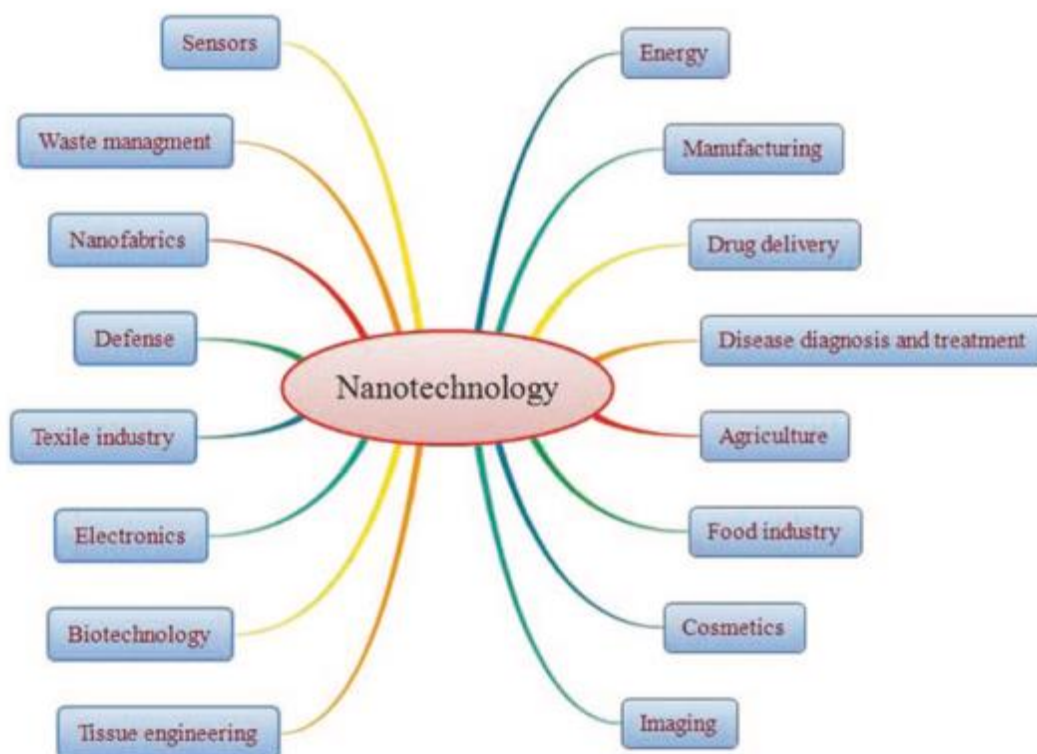 Sensors
Waste managment
Nanofabrics
Defense
Texile industry
Electronics
Biotechnology
Tissue engineering
Nanotechnology
Energy
Manufacturing
Drug delivery
Disease diagnosis and treatment
Agriculture
Food industry
Cosmetics
Imaging